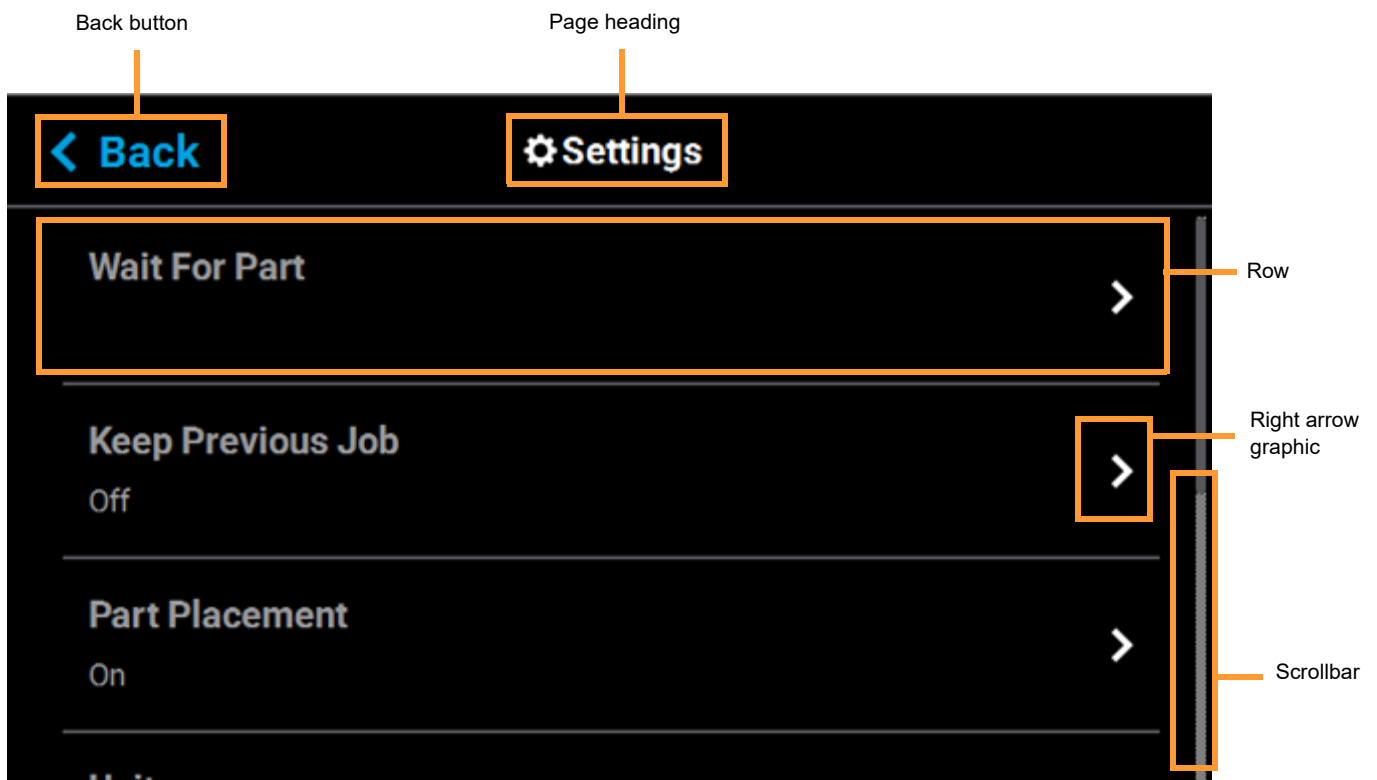 Back button
Page heading
Back
Settings
Wait For Part
Row
Keep Previous Job
Right arrow
graphic
Off
Part Placement
On
Scrollbar